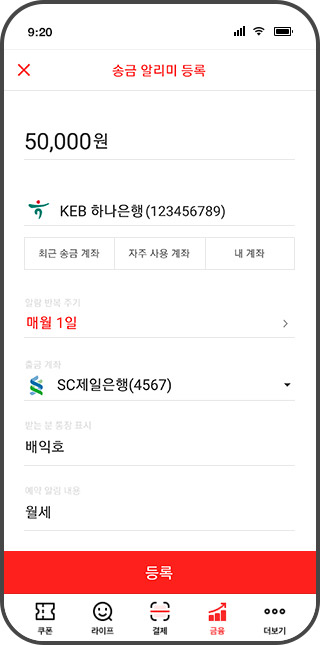 9:20
송금 알리미 등록
50,000원
KEB 하나은행(123456789)
최근 송금 계좌 자주 사용 계좌 내 계좌
알람 반복 주기
매월 1일
출금 계좌
SC제일은행(4567)
받는 분 통장 표시
배익호
예약 알림 내용
월세
등록
쿠폰 라이프 결제 금융 더보기